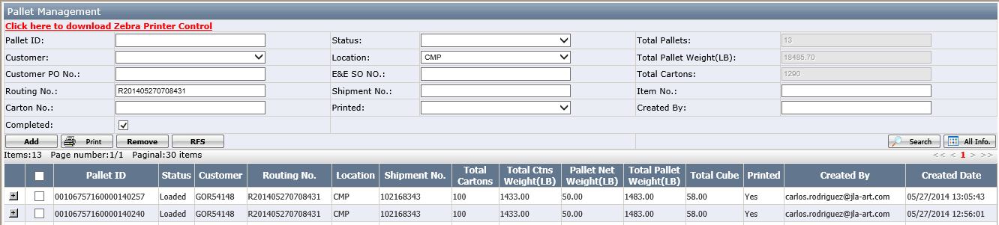 Pallet Management
Click here to download Zebra Printer Control
Pallet ID: Status: Total Pallets: 13
Customer: Location: CMP Total Pallet Weight(LB): 18485.70
Customer PO No.: E&E SO NO.: Total Cartons: 1290
Routing No.: R201405270708431 Shipment No.: Item No.:
Carton No.: Printed: Created By:
Completed:
Add Print Remove RFS Search All Info.
Items:13 Page number:1/1 Paginal:30 items << < 1 > >>
Pallet ID Status Customer Routing No. Location Shipment No. Total Cartons Total Ctns Weight(LB) Pallet Net Weight(LB) Total Pallet Weight(LB) Total Cube Printed Created By Created Date
00106757160000140257 Loaded GOR54148 R201405270708431 CMP 102168343 100 1433.00 50.00 1483.00 58.00 Yes carlos.rodriguez@jla-art.com 05/27/2014 13:05:43
00106757160000140240 Loaded GOR54148 R201405270708431 CMP 102168343 100 1433.00 50.00 1483.00 58.00 Yes carlos.rodriguez@jla-art.com 05/27/2014 12:56:01